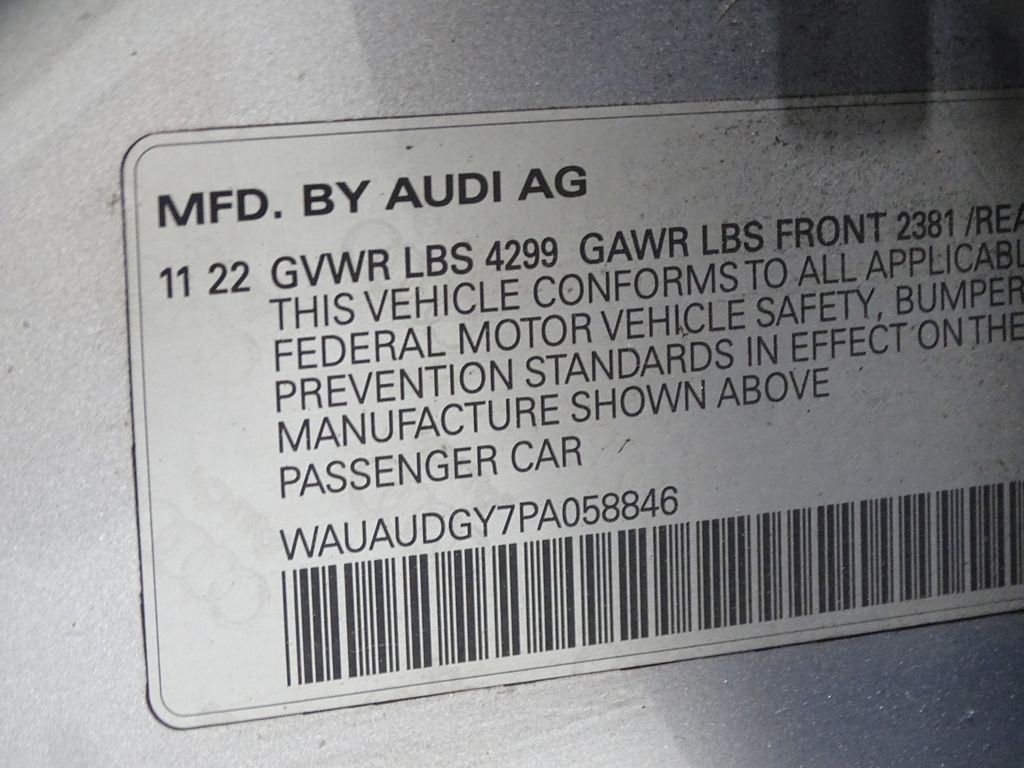 MFD. BY AUDI AG
11 22 GVWR LBS 4299 GAWR LBS FRONT 2381 /REA
THIS VEHICLE CONFORMS TO ALL APPLICABL
FEDERAL MOTOR VEHICLE SAFETY, BUMPER
PREVENTION STANDARDS IN EFFECT ON THE
MANUFACTURE SHOWN ABOVE
PASSENGER CAR
WAUAUDGY7PA058846